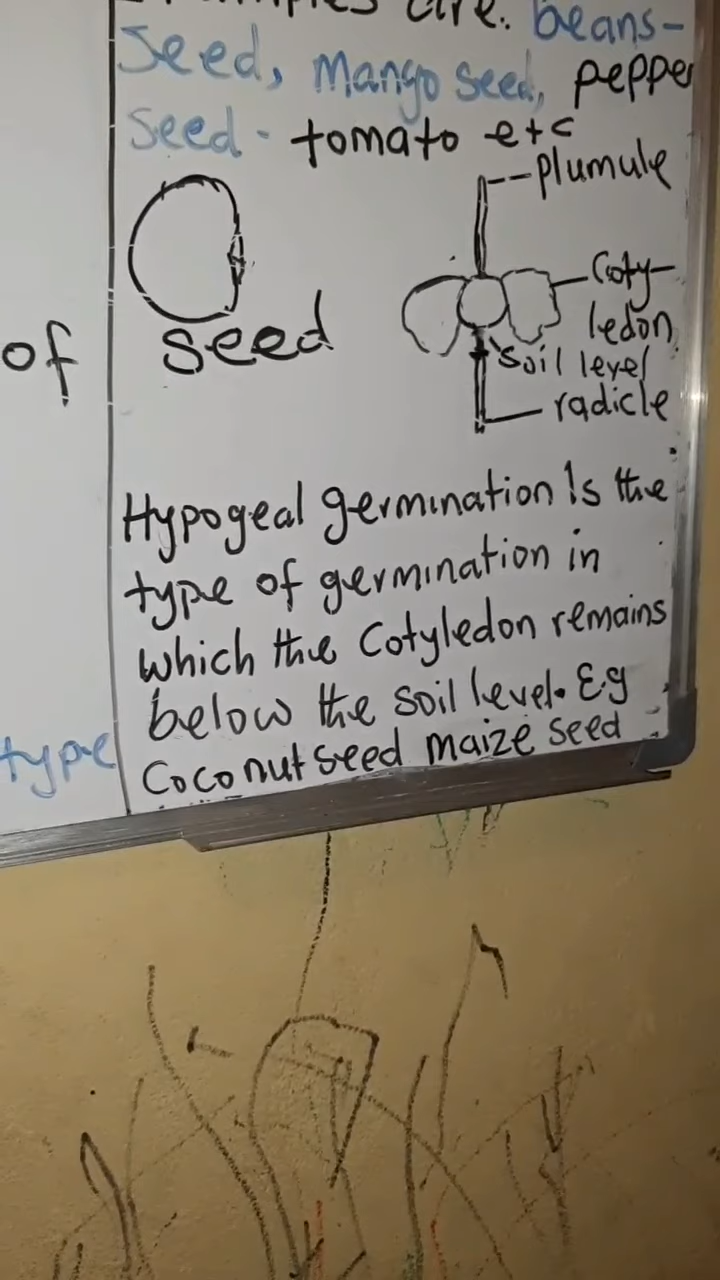 are. beans-
seed, Mango seed, pepper
seed - tomato etc
plumule
Coty-
ledon
soil level
radicle
of
seed
Hypogeal germination is the
type of germination in
which the Cotyledon remains
below the soil level. E.g
type
Coconut seed maize seed